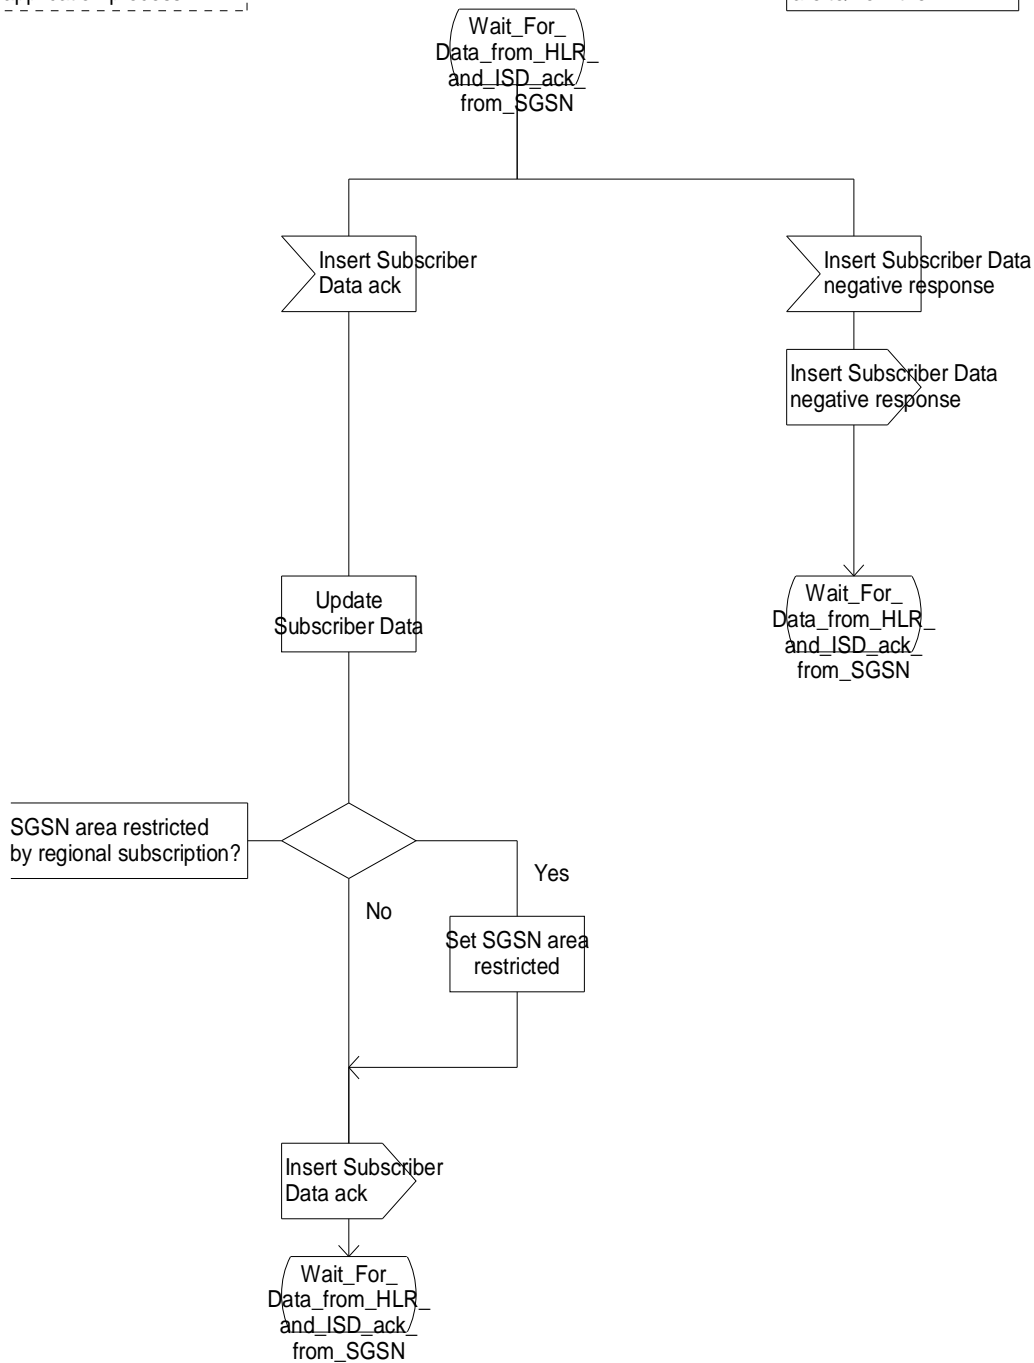 Wait_For_
Data_from_HLR_
and_ISD_ack_
from_SGSN
Insert Subscriber
Data ack
Insert Subscriber Data
negative response
Insert Subscriber Data
negative response
Update
Subscriber Data
Wait_For_
Data_from_HLR_
and_ISD_ack_
from_SGSN
SGSN area restricted
by regional subscription?
Yes
No
Set SGSN area
restricted
Insert Subscriber
Data ack
Wait_For_
Data_from_HLR_
and_ISD_ack_
from_SGSN